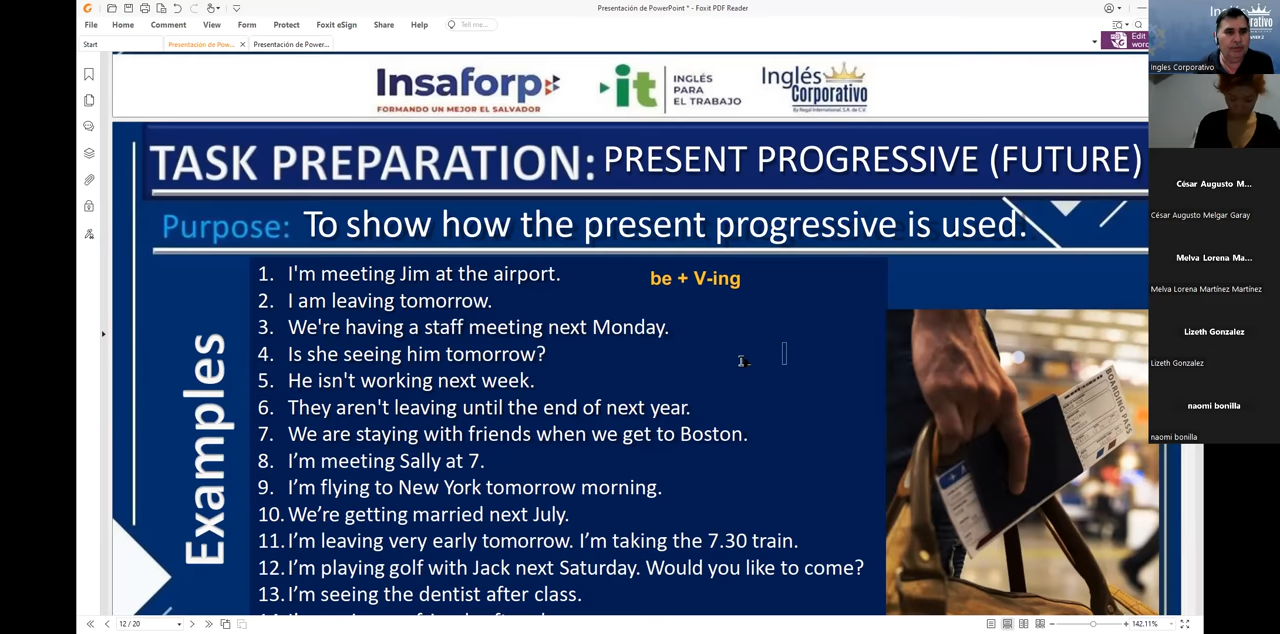 Presentación de PowerPoint * - Foxit PDF Reader
File Home Comment View Form Protect Foxit eSign Share Help Tell me...
Start Presentación de Pow... Presentación de Power... Edit
Insaforp
FORMANDO UN MEJOR EL SALVADOR
it INGLÉS
PARA
EL TRABAJO
Inglés
Corporativo
TASK PREPARATION: PRESENT PROGRESSIVE (FUTURE)
Purpose: To show how the present progressive is used.
Examples
1. I'm meeting Jim at the airport.
be + V-ing
2. I am leaving tomorrow.
3. We're having a staff meeting next Monday.
4. Is she seeing him tomorrow?
5. He isn't working next week.
6. They aren't leaving until the end of next year.
7. We are staying with friends when we get to Boston.
8. I’m meeting Sally at 7.
9. I’m flying to New York tomorrow morning.
10. We’re getting married next July.
11. I’m leaving very early tomorrow. I’m taking the 7.30 train.
12. I’m playing golf with Jack next Saturday. Would you like to come?
13. I’m seeing the dentist after class.
BOARDING PASS
12 / 20
142.11%
Ingles Corporativo
César Augusto M...
César Augusto Melgar Garay
Melva Lorena Ma...
Melva Lorena Martínez Martínez
Lizeth Gonzalez
Lizeth Gonzalez
naomi bonilla
naomi bonilla